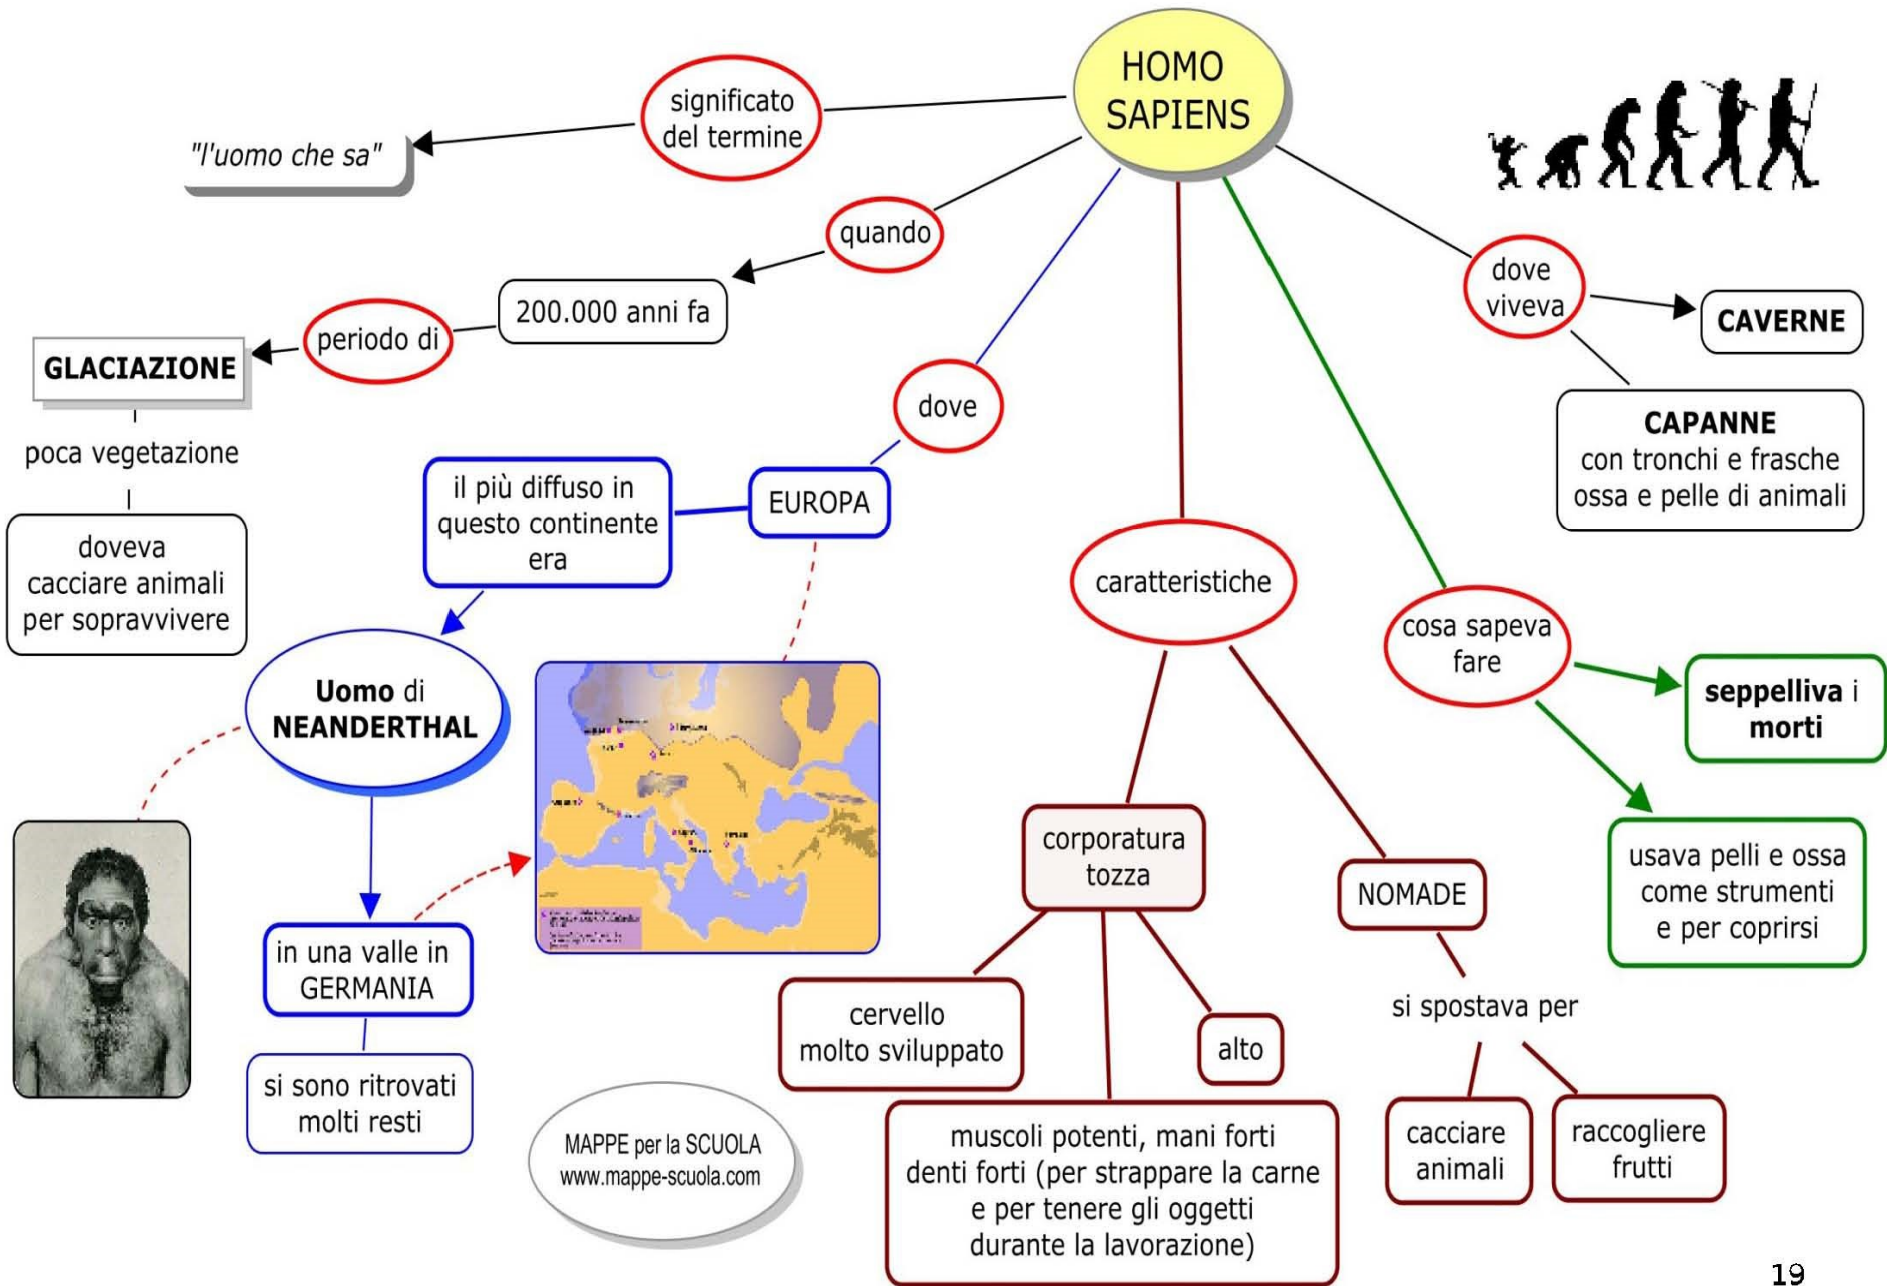 HOMO
SAPIENS
significato
del termine
"l'uomo che sa"
quando
200.000 anni fa
periodo di
GLACIAZIONE
poca vegetazione
doveva
cacciare animali
per sopravvivere
dove
EUROPA
il più diffuso in
questo continente
era
Uomo di
NEANDERTHAL
in una valle in
GERMANIA
si sono ritrovati
molti resti
caratteristiche
corporatura
tozza
cervello
molto sviluppato
muscoli potenti, mani forti
denti forti (per strappare la carne
e per tenere gli oggetti
durante la lavorazione)
alto
NOMADE
si spostava per
cacciare
animali
raccogliere
frutti
cosa sapeva
fare
seppelliva i
morti
usava pelli e ossa
come strumenti
e per coprirsi
dove
viveva
CAVERNE
CAPANNE
con tronchi e frasche
ossa e pelle di animali
MAPPE per la SCUOLA
www.mappe-scuola.com
19